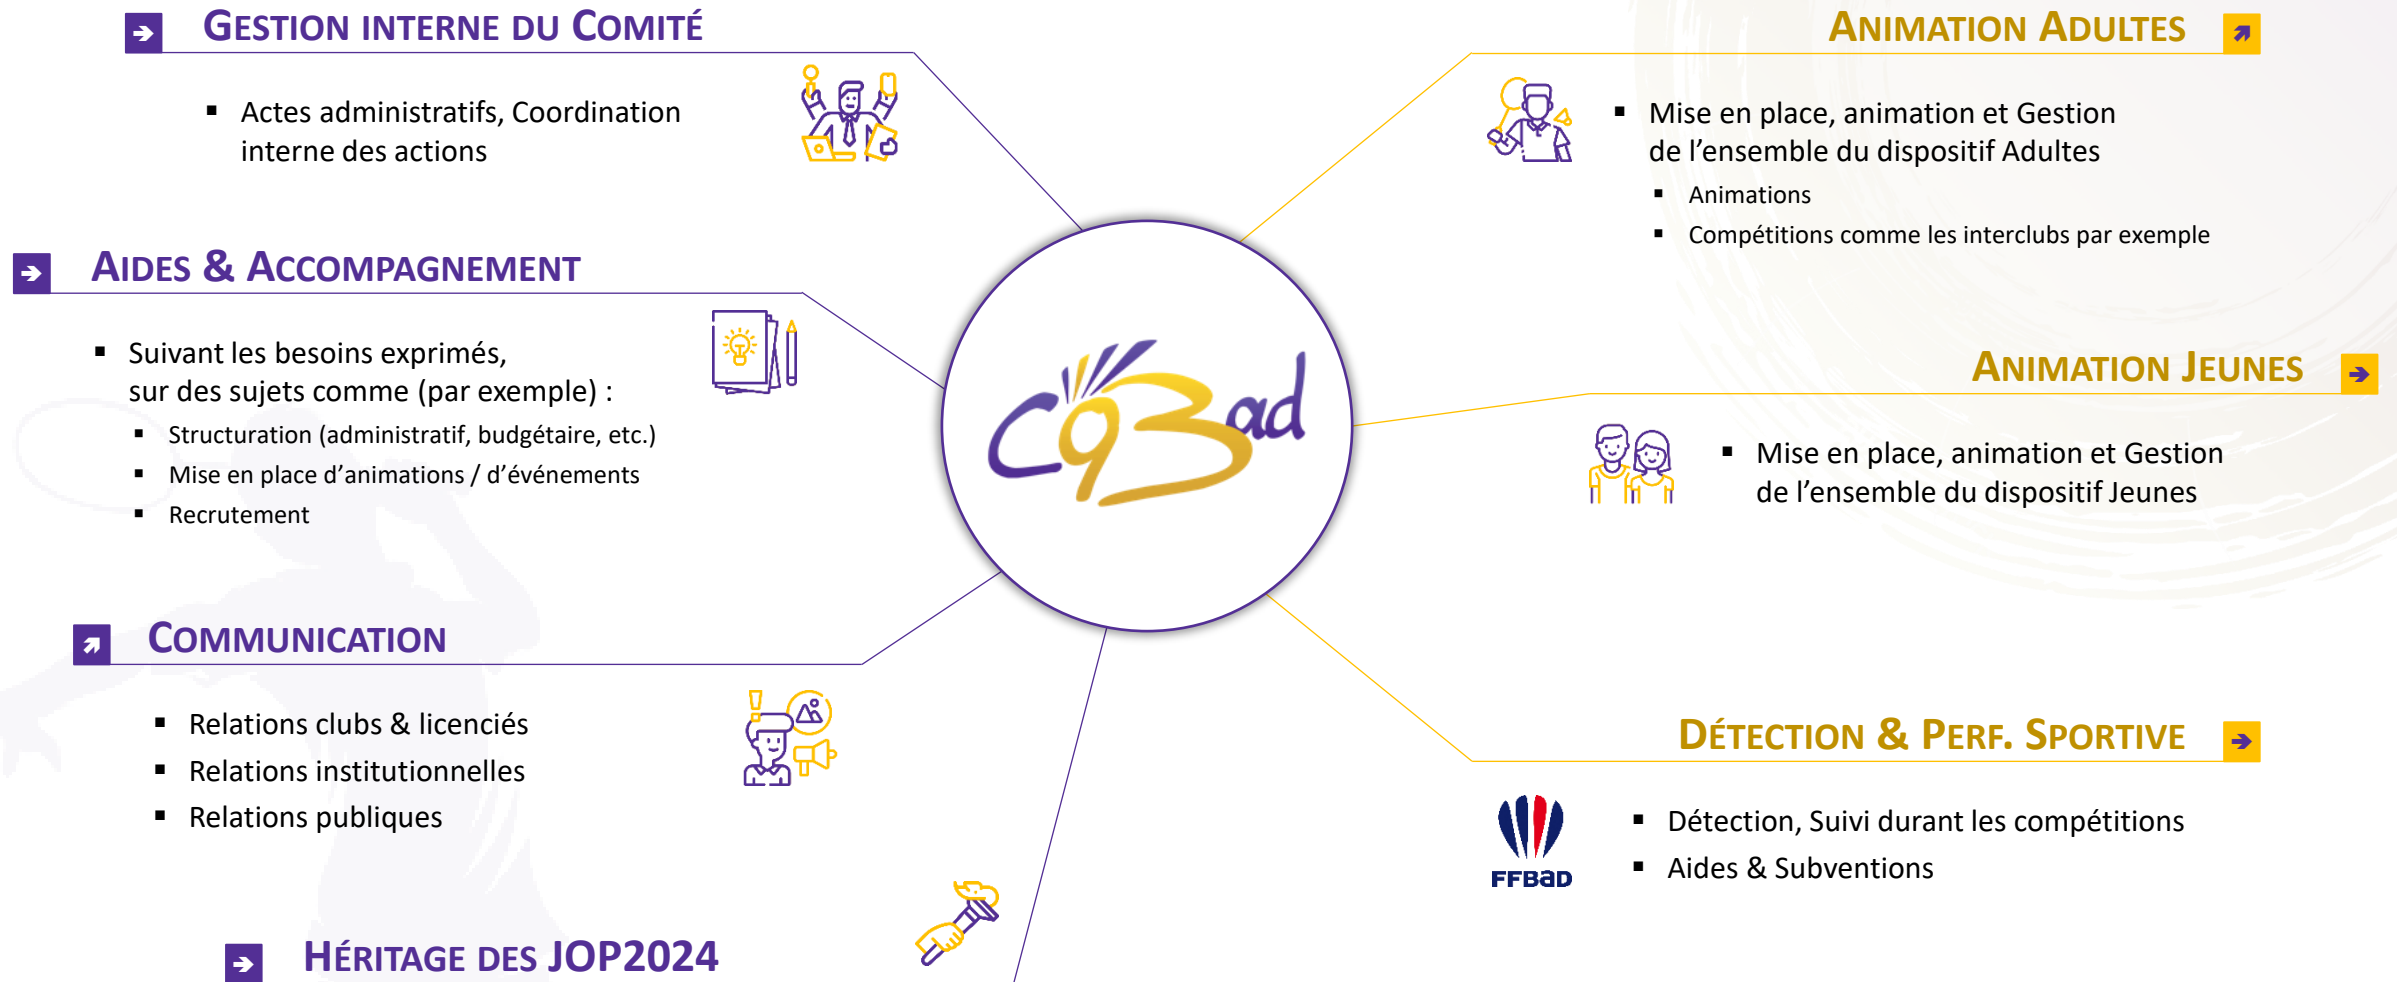 GESTION INTERNE DU COMITÉ
▪ Actes administratifs, Coordination
interne des actions
AIDES & ACCOMPAGNEMENT
▪ Suivant les besoins exprimés,
sur des sujets comme (par exemple) :
▪ Structuration (administratif, budgétaire, etc.)
▪ Mise en place d’animations / d’événements
▪ Recrutement
COMMUNICATION
▪ Relations clubs & licenciés
▪ Relations institutionnelles
▪ Relations publiques
HÉRITAGE DES JOP2024
C93Bad
ANIMATION ADULTES
▪ Mise en place, animation et Gestion
de l’ensemble du dispositif Adultes
▪ Animations
▪ Compétitions comme les interclubs par exemple
ANIMATION JEUNES
▪ Mise en place, animation et Gestion
de l’ensemble du dispositif Jeunes
DÉTECTION & PERF. SPORTIVE
FFBaD
▪ Détection, Suivi durant les compétitions
▪ Aides & Subventions